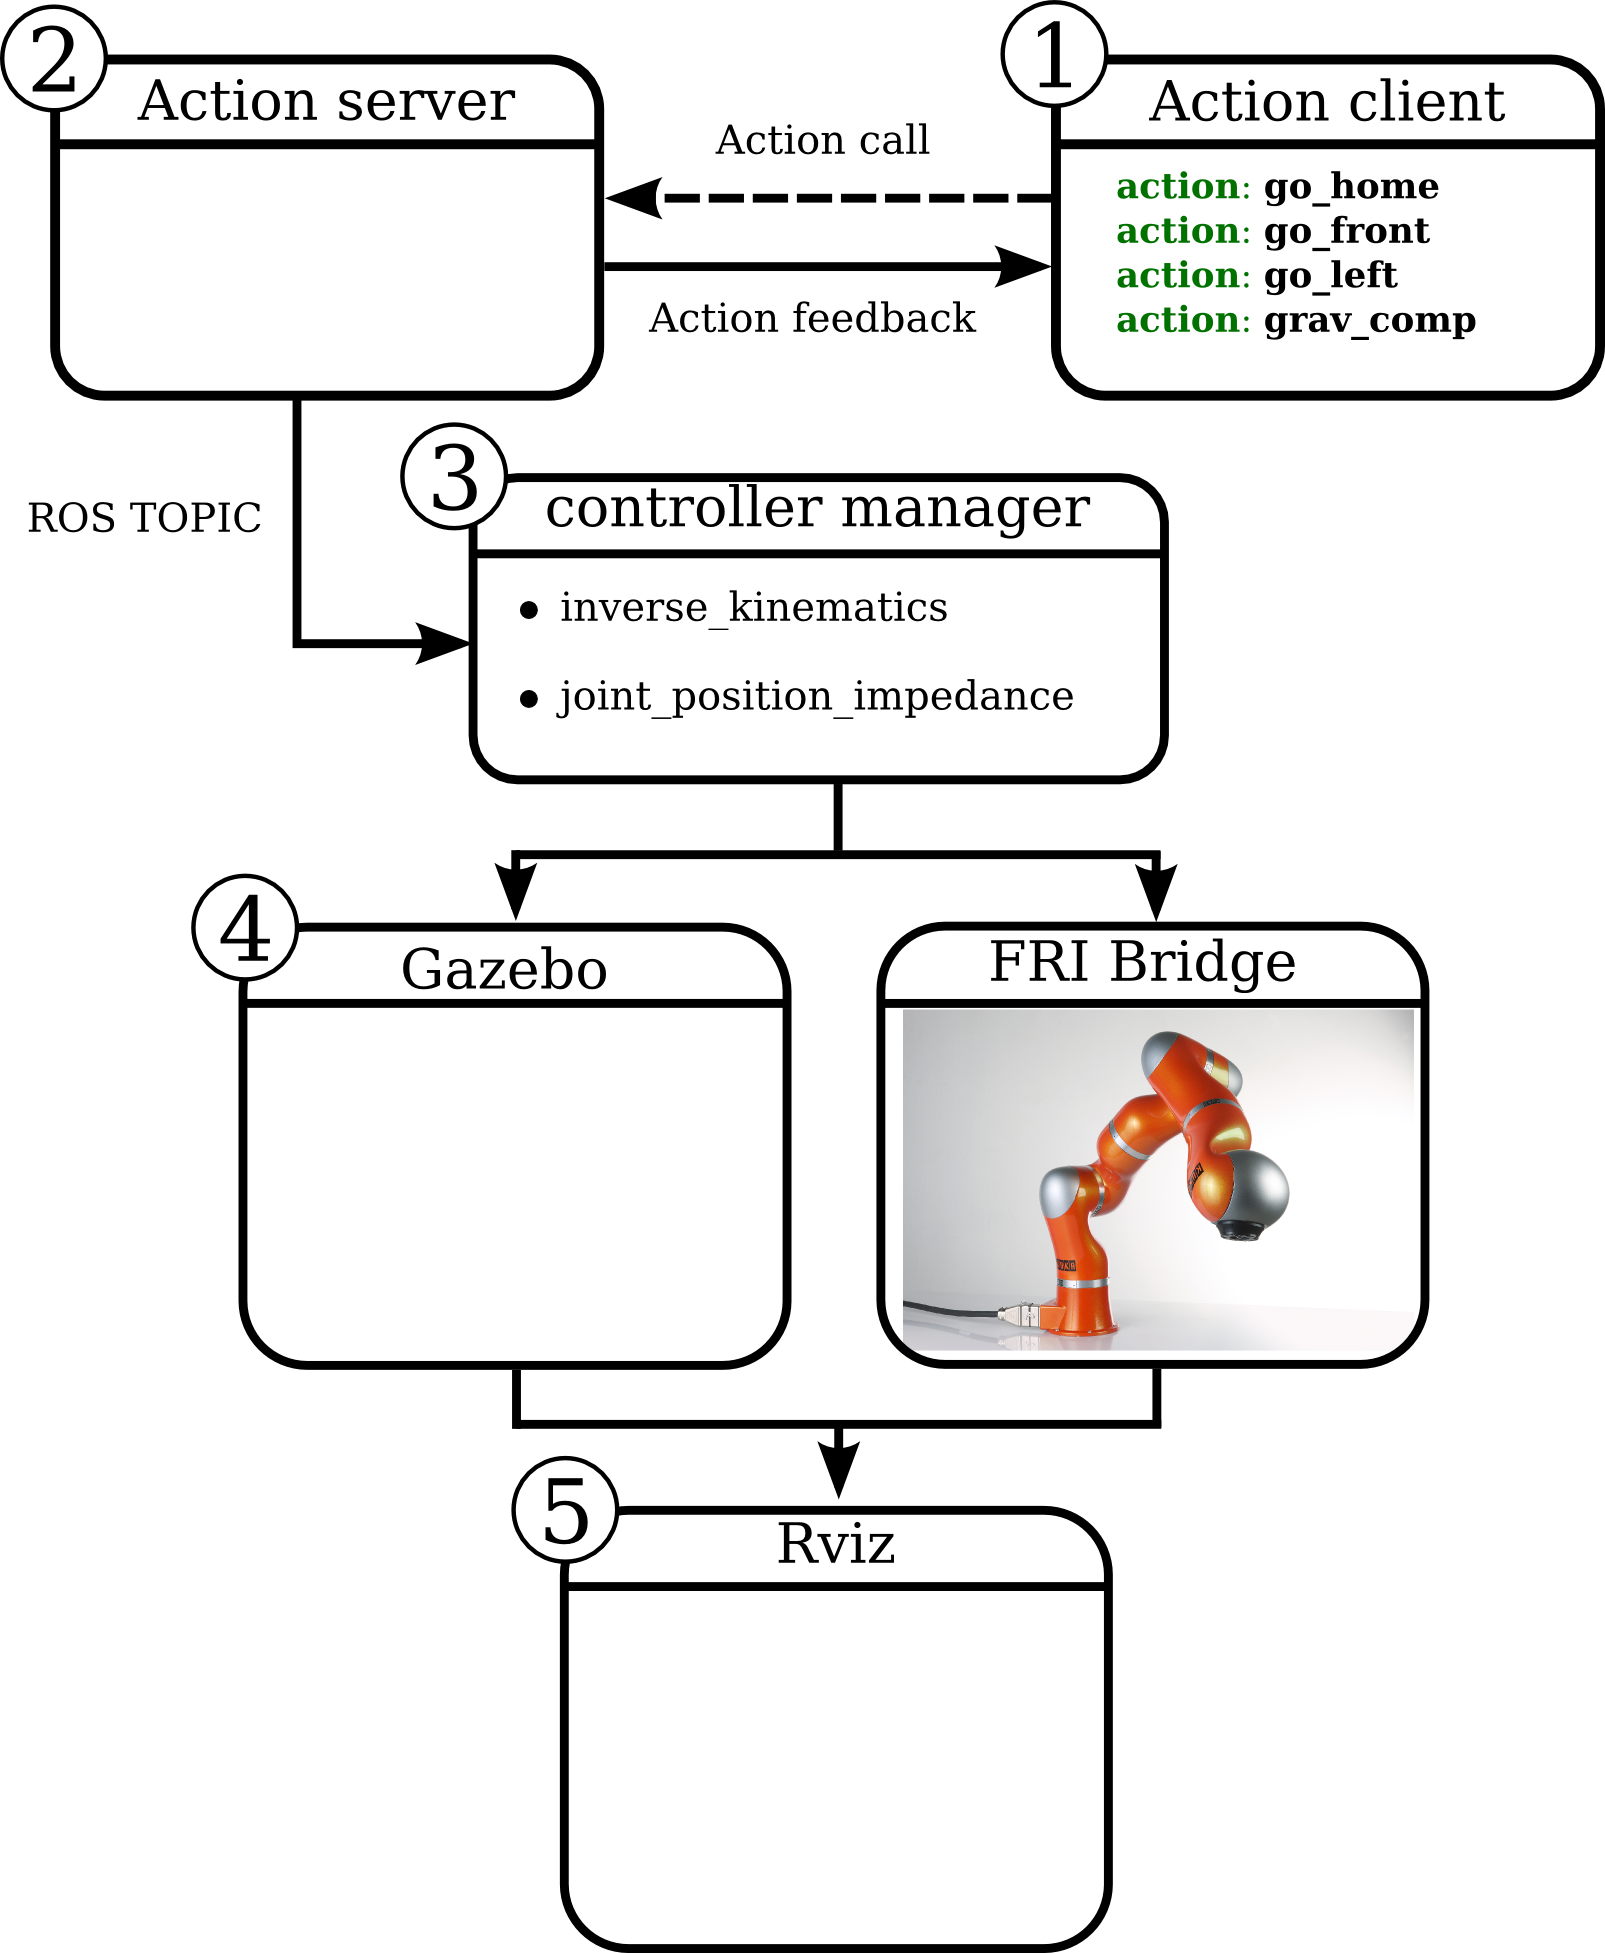 2
Action server
1
Action client
Action call
Action feedback
action: go_home
action: go_front
action: go_left
action: grav_comp
ROS TOPIC
3
controller manager
• inverse_kinematics
• joint_position_impedance
4
Gazebo
FRI Bridge
5
Rviz